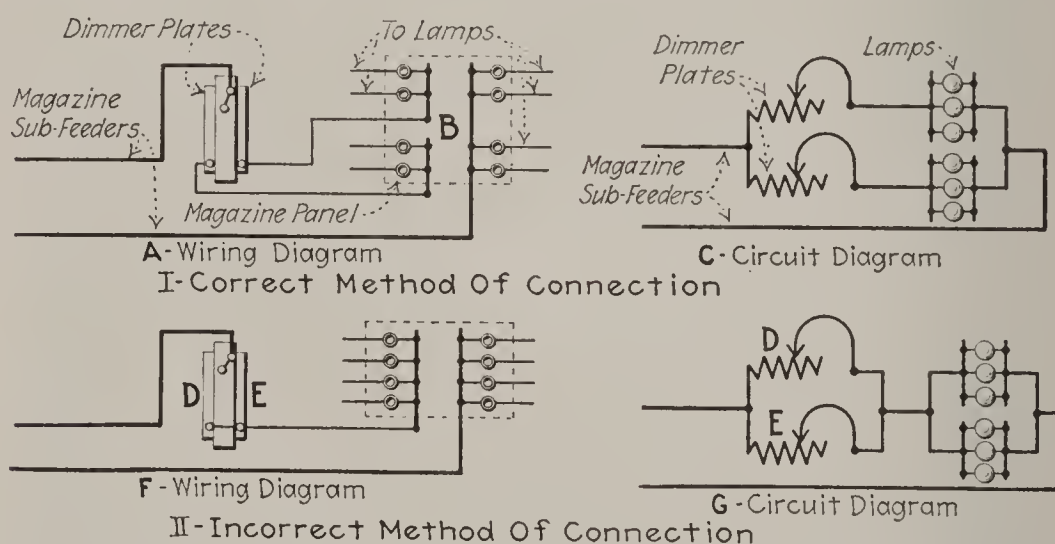 Dimmer Plates
To Lamps
Magazine
Sub-Feeders
B
Magazine Panel
A-Wiring Diagram
Dimmer
Plates
Lamps
Magazine
Sub-Feeders
C-Circuit Diagram
I-Correct Method Of Connection
D E
F-Wiring Diagram
D
E
G-Circuit Diagram
II-Incorrect Method Of Connection